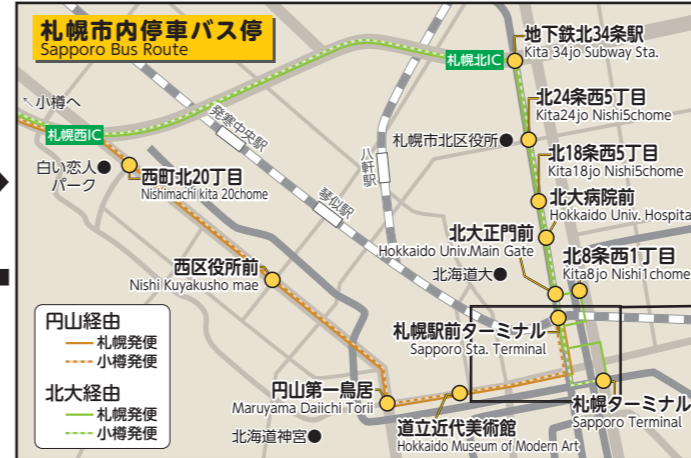 札幌市内停車バス停
Sapporo Bus Route
地下鉄北34条駅
Kita 34jo Subway Sta.
札幌北IC
↖小樽へ
札幌西IC
発寒中央駅
八軒駅
琴似駅
札幌市北区役所●
北24条西5丁目
Kita24jo Nishi5chome
白い恋人●
パーク
西町北20丁目
Nishimachi kita 20chome
北18条西5丁目
Kita18jo Nishi5chome
北大病院前
Hokkaido Univ. Hospita
北大正門前
Hokkaido Univ.Main Gate
北海道大●
北8条西1丁目
Kita8jo Nishi1chome
西区役所前
Nishi Kuyakusho mae
札幌駅前ターミナル
Sapporo Sta. Terminal
円山経由
札幌発便
小樽発便
北大経由
札幌発便
小樽発便
円山第一鳥居
Maruyama Daiichi Torii
北海道神宮●
道立近代美術館
Hokkaido Museum of Modern Art
札幌ターミナル
Sapporo Terminal